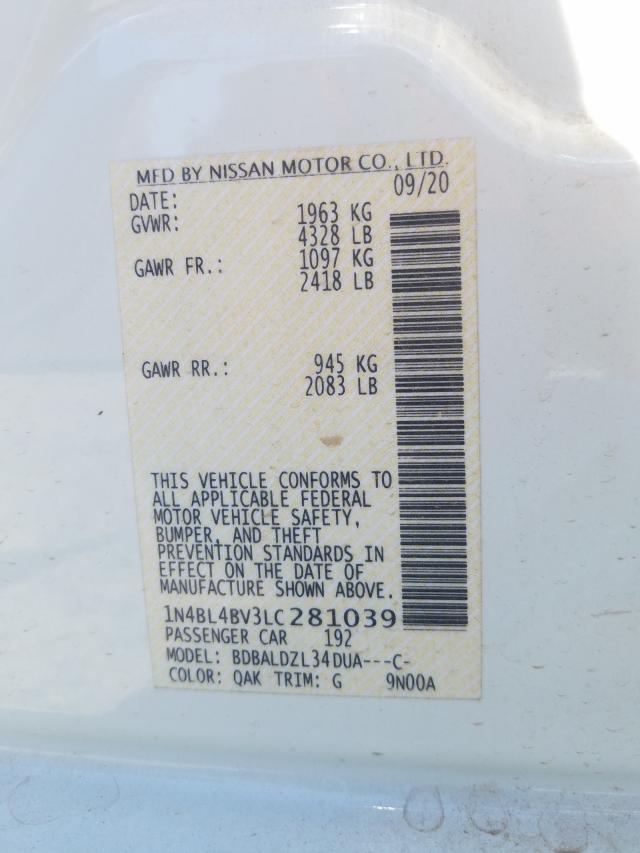 MFD BY NISSAN MOTOR CO., LTD.
DATE: 09/20
GVWR: 1963 KG
4328 LB
GAWR FR.: 1097 KG
2418 LB
GAWR RR.: 945 KG
2083 LB
THIS VEHICLE CONFORMS TO
ALL APPLICABLE FEDERAL
MOTOR VEHICLE SAFETY,
BUMPER, AND THEFT
PREVENTION STANDARDS IN
EFFECT ON THE DATE OF
MANUFACTURE SHOWN ABOVE.
1N4BL4BV3LC281039
PASSENGER CAR 192
MODEL: BDBALDZL34DUA---C-
COLOR: QAK TRIM: G 9N00A